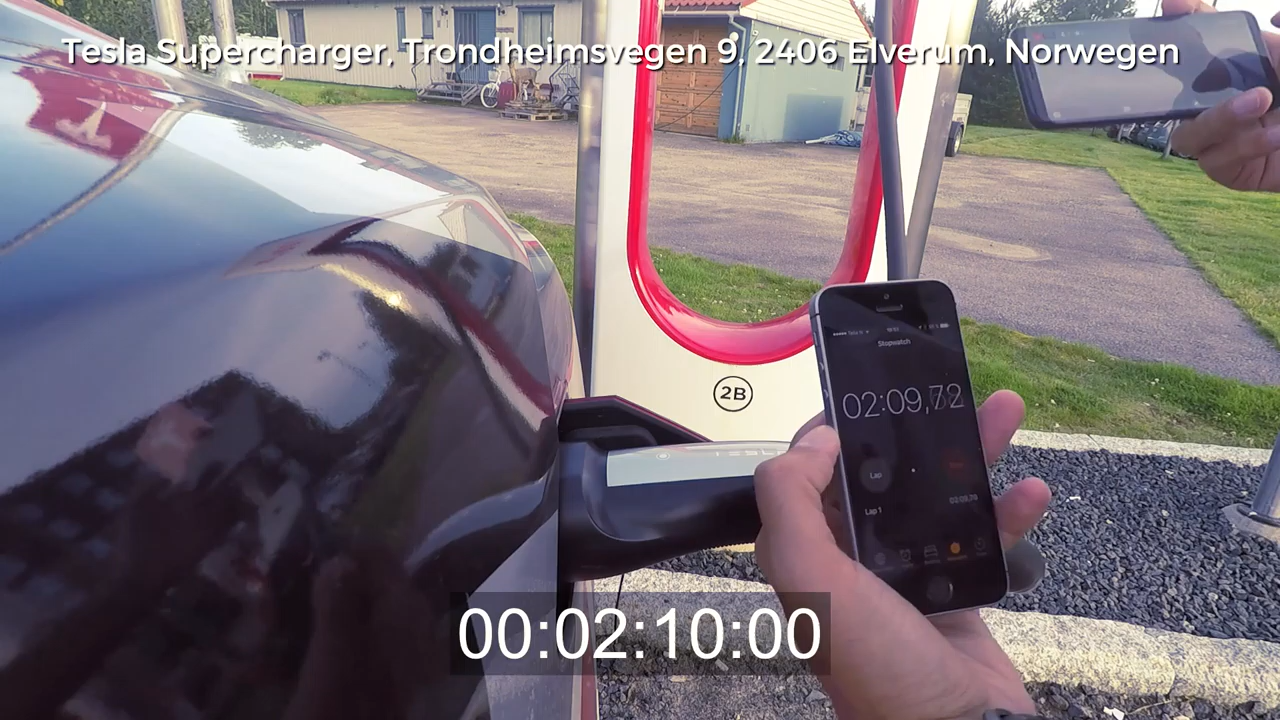 Tesla Supercharger, Trondheimsvegen 9, 2406 Elverum, Norwegen
Stopwatch
02:09,72
2B
TESLA
Lap
Lap 1
00:02:10:00